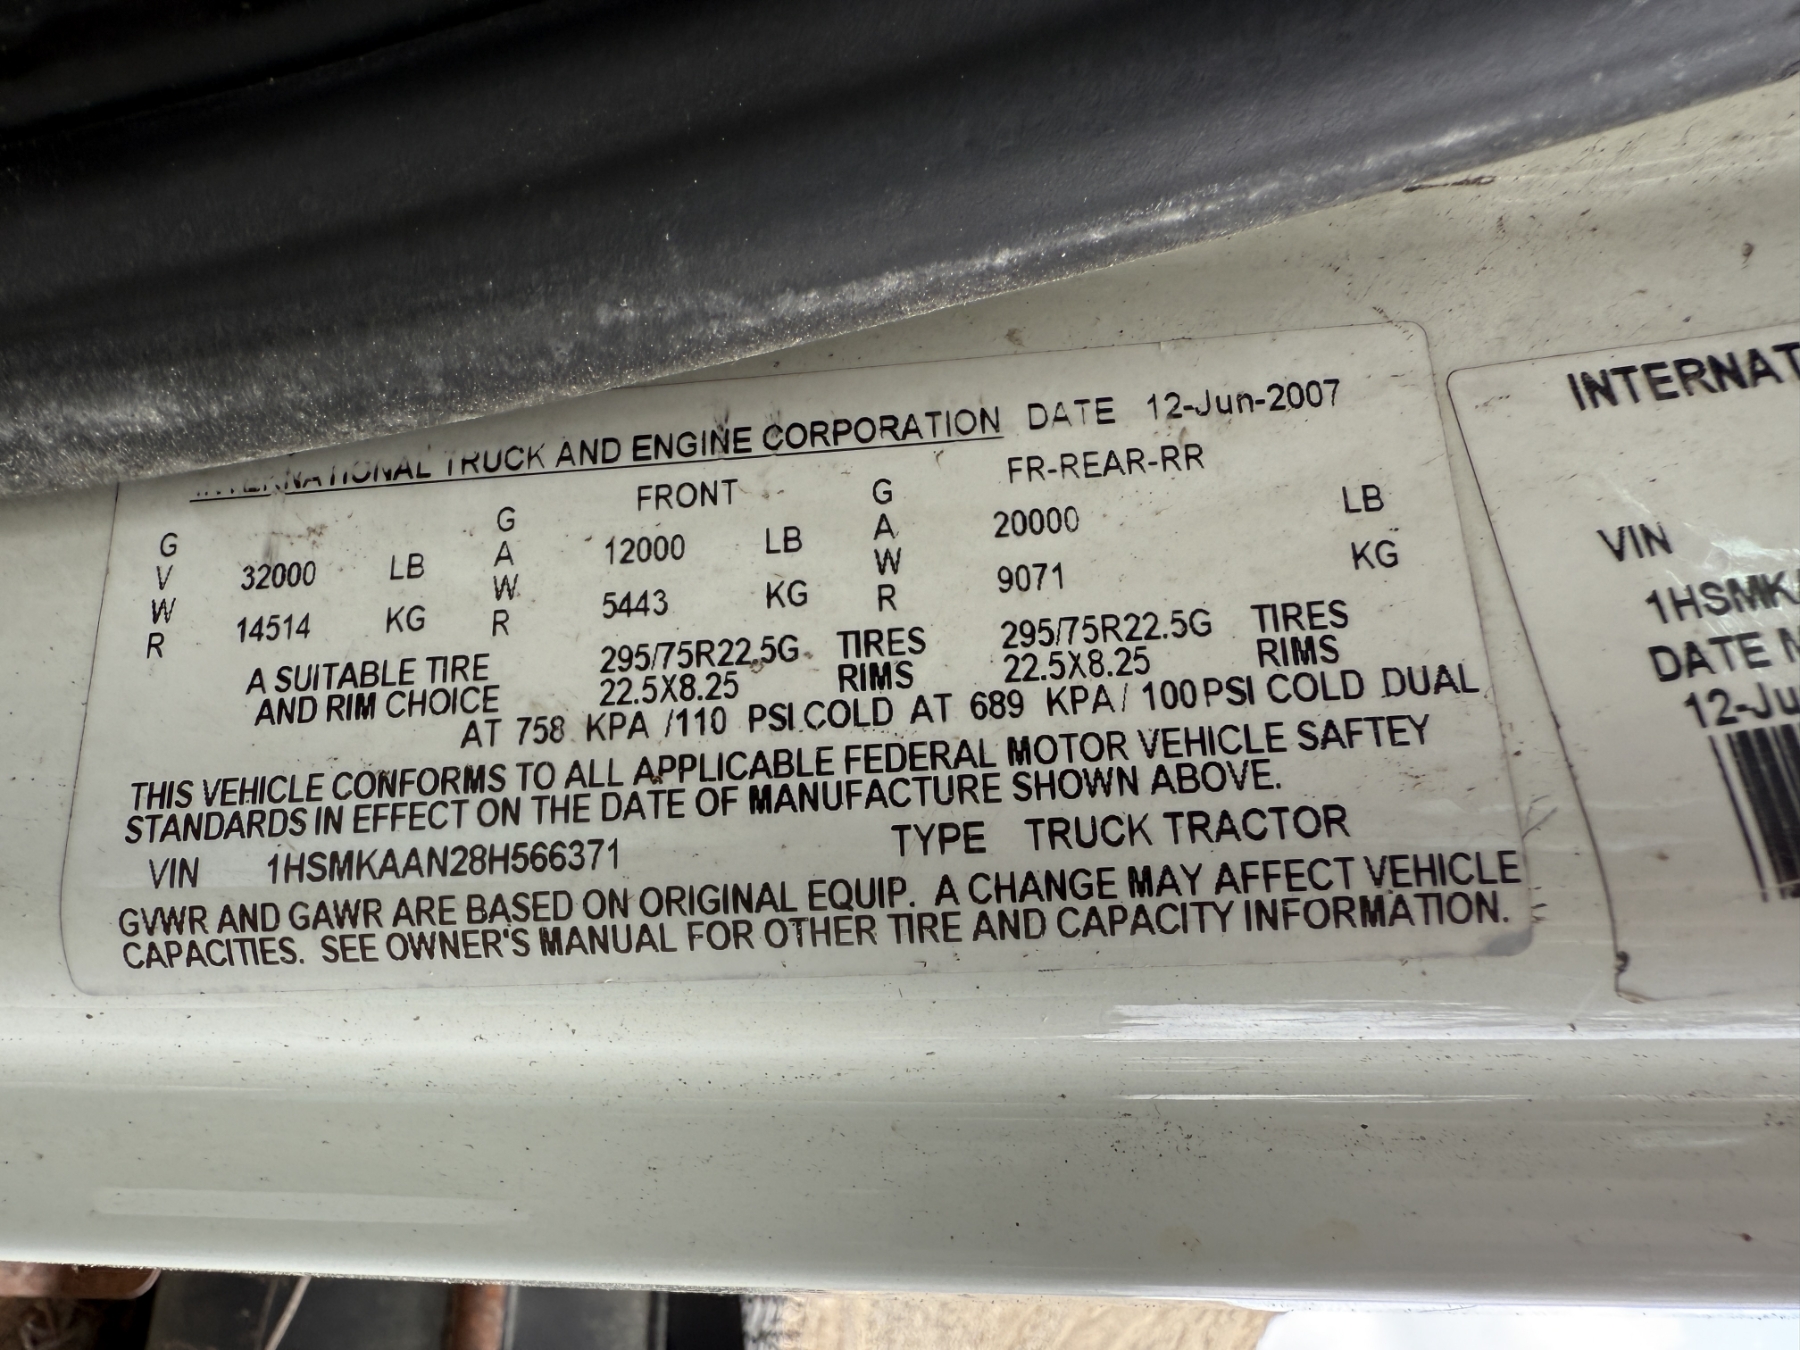 INTERNATIONAL TRUCK AND ENGINE CORPORATION DATE 12-Jun-2007
FRONT FR-REAR-RR
G V W R 32000 LB G A W R 12000 LB G A W R 20000 LB
14514 KG 5443 KG 9071 KG
A SUITABLE TIRE 295/75R22.5G TIRES 295/75R22.5G TIRES
AND RIM CHOICE 22.5X8.25 RIMS 22.5X8.25 RIMS
AT 758 KPA /110 PSI COLD AT 689 KPA/ 100 PSI COLD DUAL
THIS VEHICLE CONFORMS TO ALL APPLICABLE FEDERAL MOTOR VEHICLE SAFTEY
STANDARDS IN EFFECT ON THE DATE OF MANUFACTURE SHOWN ABOVE.
VIN 1HSMKAAN28H566371 TYPE TRUCK TRACTOR
GVWR AND GAWR ARE BASED ON ORIGINAL EQUIP. A CHANGE MAY AFFECT VEHICLE
CAPACITIES. SEE OWNER'S MANUAL FOR OTHER TIRE AND CAPACITY INFORMATION.
INTERNAT
VIN
1HSMK
DATE M
12-Ju